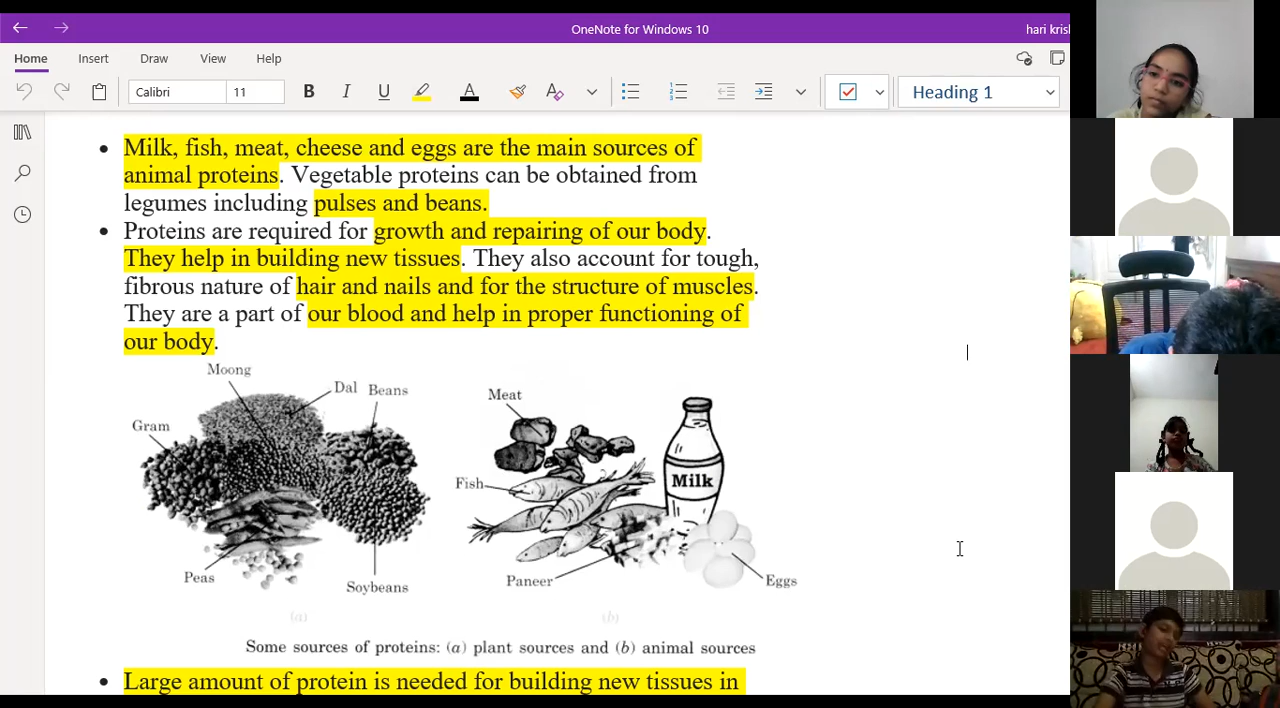 OneNote for Windows 10
hari krisl
Home Insert Draw View Help
Calibri 11 B I U A Heading 1
Milk, fish, meat, cheese and eggs are the main sources of
animal proteins. Vegetable proteins can be obtained from
legumes including pulses and beans.
Proteins are required for growth and repairing of our body.
They help in building new tissues. They also account for tough,
fibrous nature of hair and nails and for the structure of muscles.
They are a part of our blood and help in proper functioning of
our body.
Moong
Dal Beans
Gram
Peas
Soybeans
(a)
Meat
Fish
Milk
Paneer
Eggs
(b)
Some sources of proteins: (a) plant sources and (b) animal sources
Large amount of protein is needed for building new tissues in